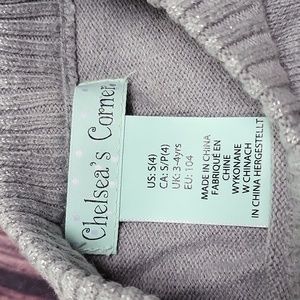 Chelsea's Corner
US: S(4)
CA: S/P(4)
UK: 3-4yrs
EU: 104
MADE IN CHINA
FABRIQUÉ EN
CHINE
WYKONANE
W CHINACH
IN CHINA HERGESTELLT